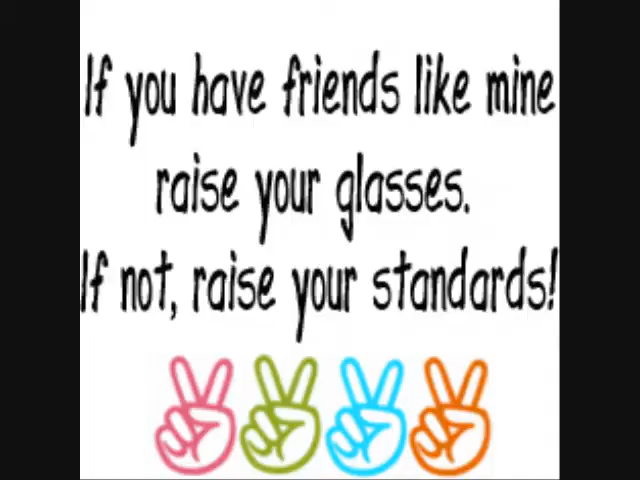 If you have friends like mine
raise your glasses.
If not, raise your standards!